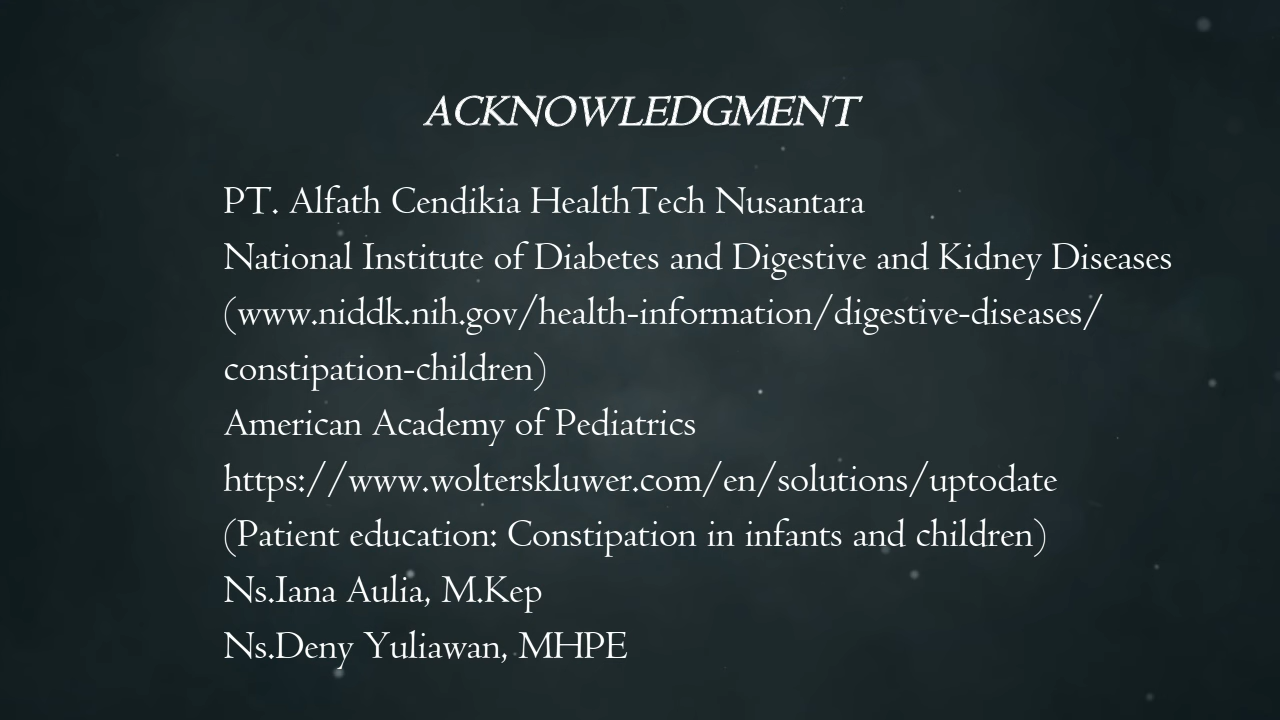 ACKNOWLEDGMENT
PT. Alfath Cendikia HealthTech Nusantara
National Institute of Diabetes and Digestive and Kidney Diseases
(www.niddk.nih.gov/health-information/digestive-diseases/
constipation-children)
American Academy of Pediatrics
https://www.wolterskluwer.com/en/solutions/uptodate
(Patient education: Constipation in infants and children)
Ns.Iana Aulia, M.Kep
Ns.Deny Yuliawan, MHPE